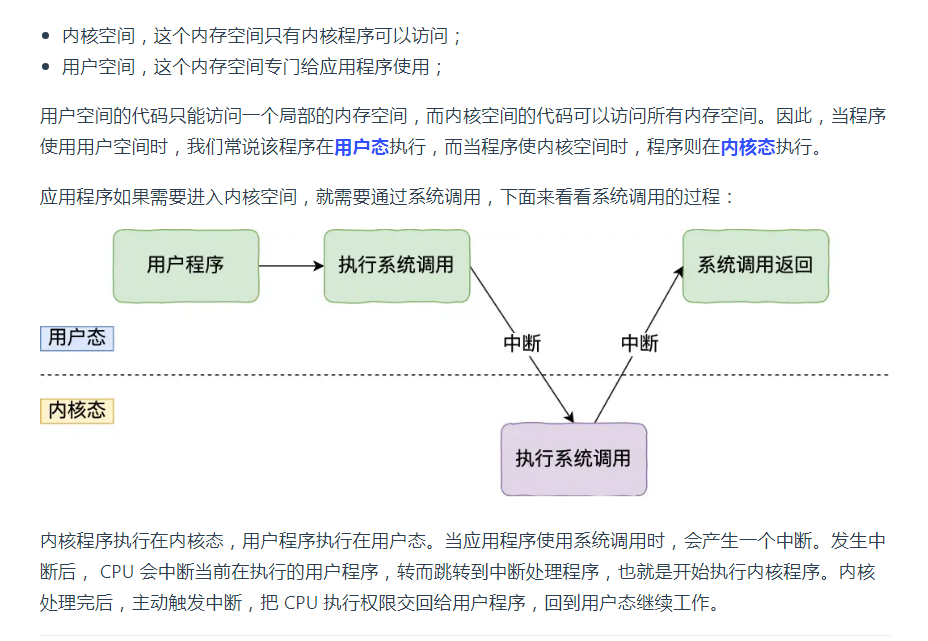 内核空间，这个内存空间只有内核程序可以访问；
用户空间，这个内存空间专门给应用程序使用；
用户空间的代码只能访问一个局部的内存空间，而内核空间的代码可以访问所有内存空间。因此，当程序
使用用户空间时，我们常说该程序在用户态执行，而当程序使内核空间时，程序则在内核态执行。
应用程序如果需要进入内核空间，就需要通过系统调用，下面来看看系统调用的过程：
用户程序
执行系统调用
系统调用返回
用户态
中断
中断
内核态
执行系统调用
内核程序执行在内核态，用户程序执行在用户态。当应用程序使用系统调用时，会产生一个中断。发生中
断后， CPU 会中断当前在执行的用户程序，转而跳转到中断处理程序，也就是开始执行内核程序。内核
处理完后，主动触发中断，把 CPU 执行权限交回给用户程序，回到用户态继续工作。